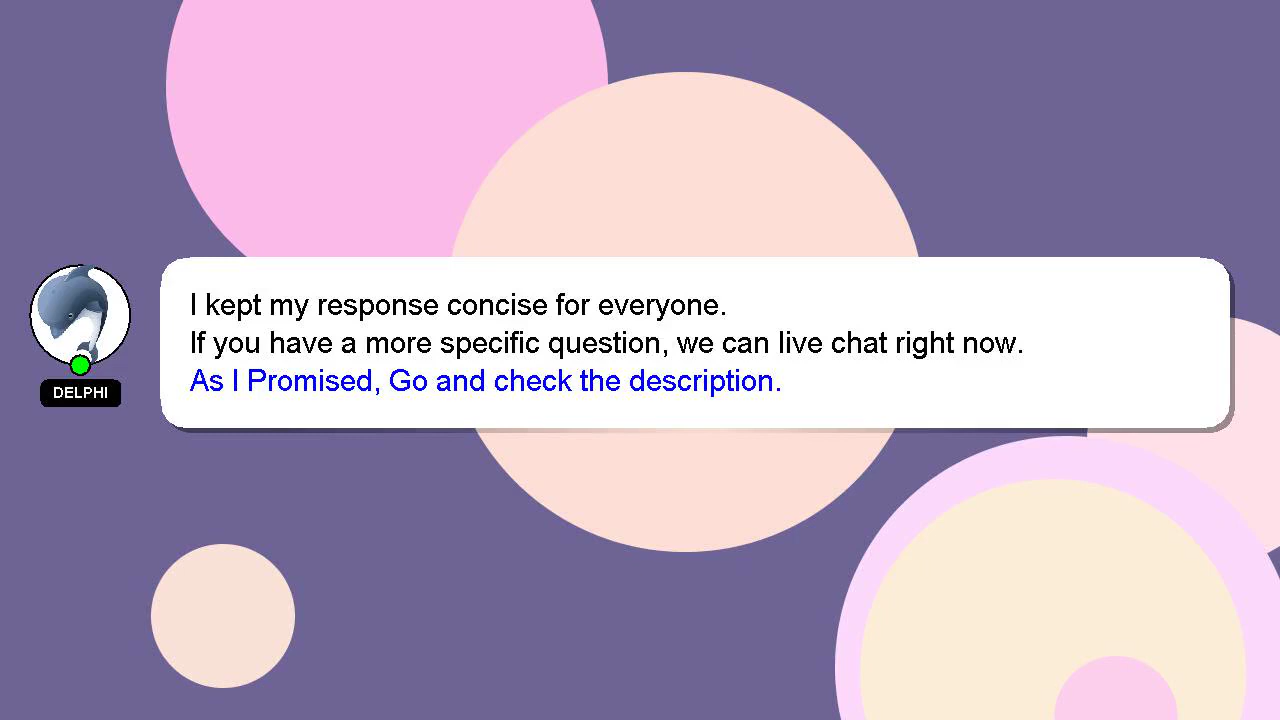 I kept my response concise for everyone.
If you have a more specific question, we can live chat right now.
As I Promised, Go and check the description.
DELPHI